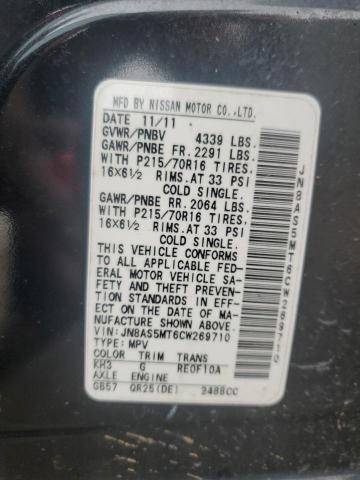 MFD BY NISSAN MOTOR CO.,LTD.
DATE 11/11
GVWR/PNBV 4339 LBS.
GAWR/PNBE FR. 2291 LBS.
WITH P215/70R16 TIRES.
16X6½ RIMS. AT 33 PSI
COLD SINGLE.
GAWR/PNBE RR. 2064 LBS.
WITH P215/70R16 TIRES.
16X6½ RIMS. AT 33 PSI
COLD SINGLE.
THIS VEHICLE CONFORMS
TO ALL APPLICABLE FED-
ERAL MOTOR VEHICLE SA-
FETY AND THEFT PREVENT-
ION STANDARDS IN EFF-
ECT ON THE DATE OF MA-
NUFACTURE SHOWN ABOVE.
VIN: JN8AS5MT6CW269710
TYPE: MPV
COLOR TRIM TRANS
KH3 G RE0F10A
AXLE ENGINE
GB57 QR25(DE) 2488CC
JN8AS5MT6CW269710